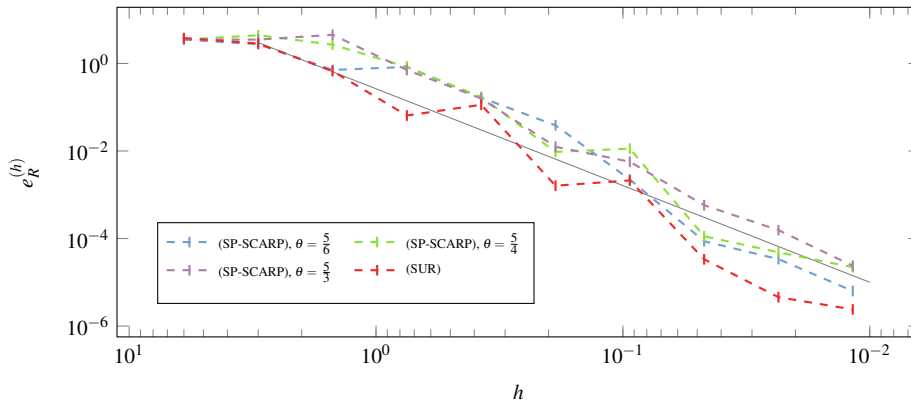 10^0
10^{-2}
10^{-4}
10^{-6}
e_R^{(h)}
(SP-SCARP), θ = 5/6
(SP-SCARP), θ = 5/4
(SP-SCARP), θ = 5/3
(SUR)
10^1
10^0
10^{-1}
10^{-2}
h